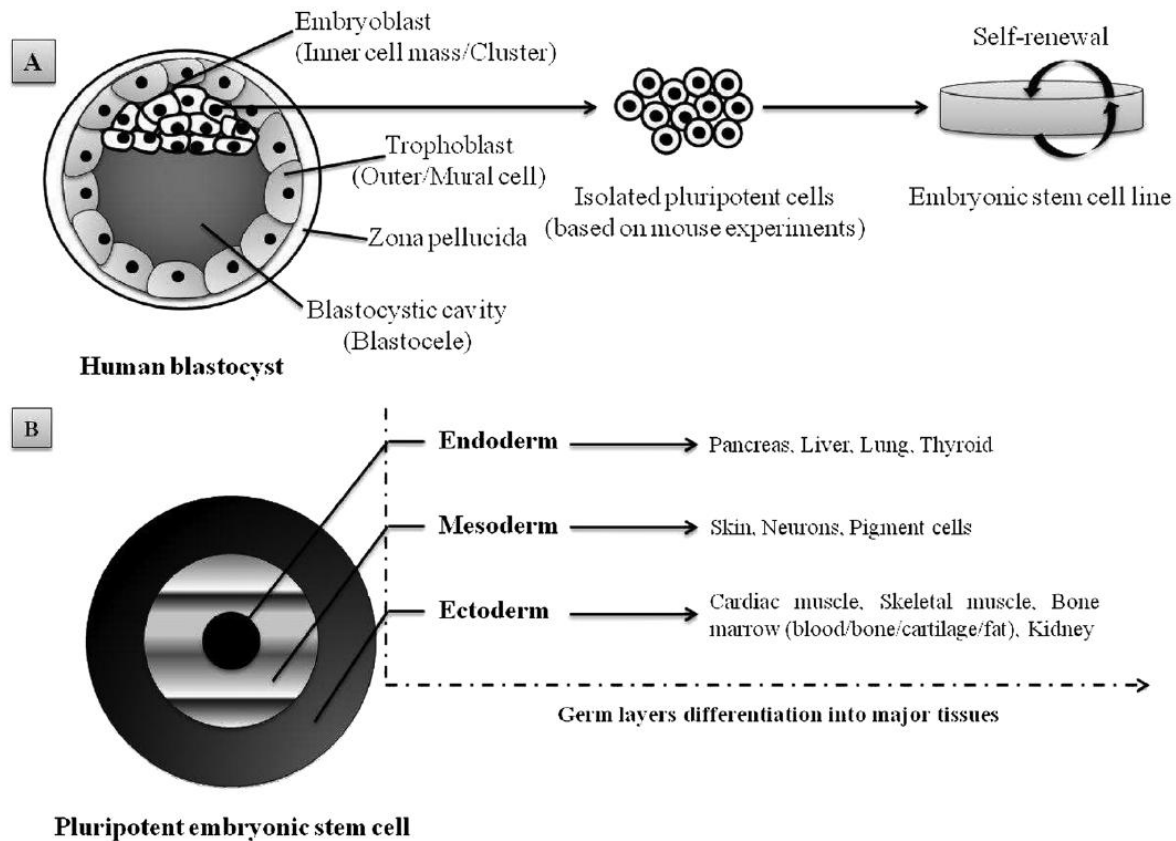 A
Embryoblast
(Inner cell mass/Cluster)
Trophoblast
(Outer/Mural cell)
Zona pellucida
Blastocystic cavity
(Blastocele)
Human blastocyst
Isolated pluripotent cells
(based on mouse experiments)
Self-renewal
Embryonic stem cell line
B
Endoderm
Pancreas, Liver, Lung, Thyroid
Mesoderm
Skin, Neurons, Pigment cells
Ectoderm
Cardiac muscle, Skeletal muscle, Bone
marrow (blood/bone/cartilage/fat), Kidney
Germ layers differentiation into major tissues
Pluripotent embryonic stem cell